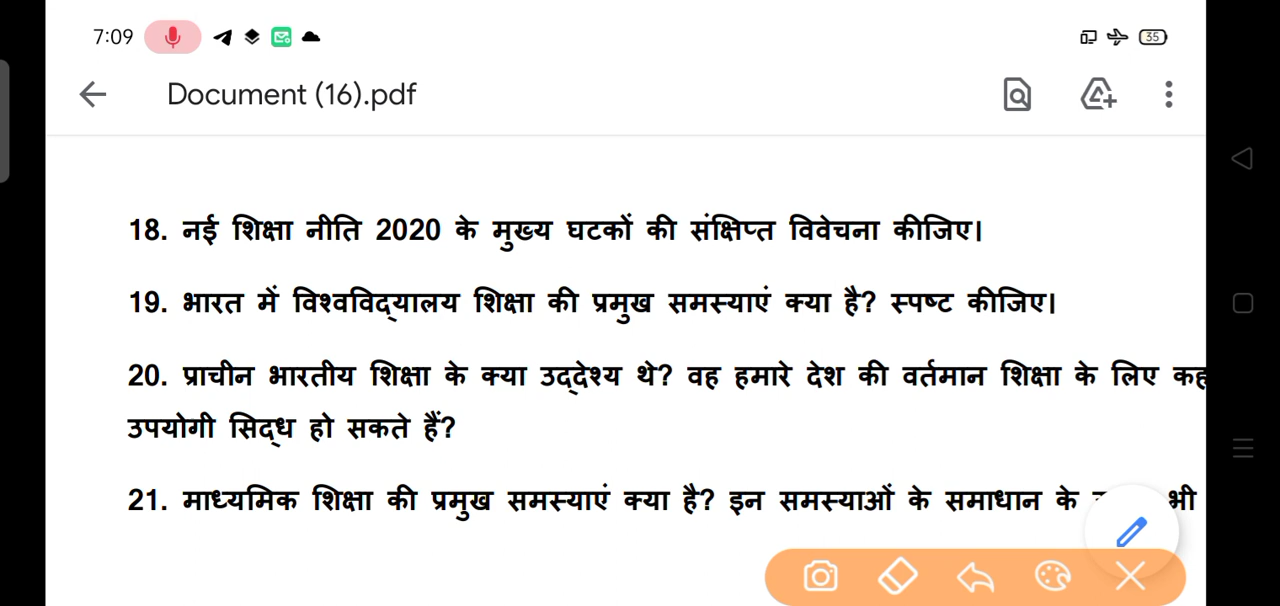 7:09
35
Document (16).pdf
18. नई शिक्षा नीति 2020 के मुख्य घटकों की संक्षिप्त विवेचना कीजिए।
19. भारत में विश्वविद्यालय शिक्षा की प्रमुख समस्याएं क्या है? स्पष्ट कीजिए।
20. प्राचीन भारतीय शिक्षा के क्या उद्देश्य थे? वह हमारे देश की वर्तमान शिक्षा के लिए
उपयोगी सिद्ध हो सकते हैं?
21. माध्यमिक शिक्षा की प्रमुख समस्याएं क्या है? इन समस्याओं के समाधान के भी